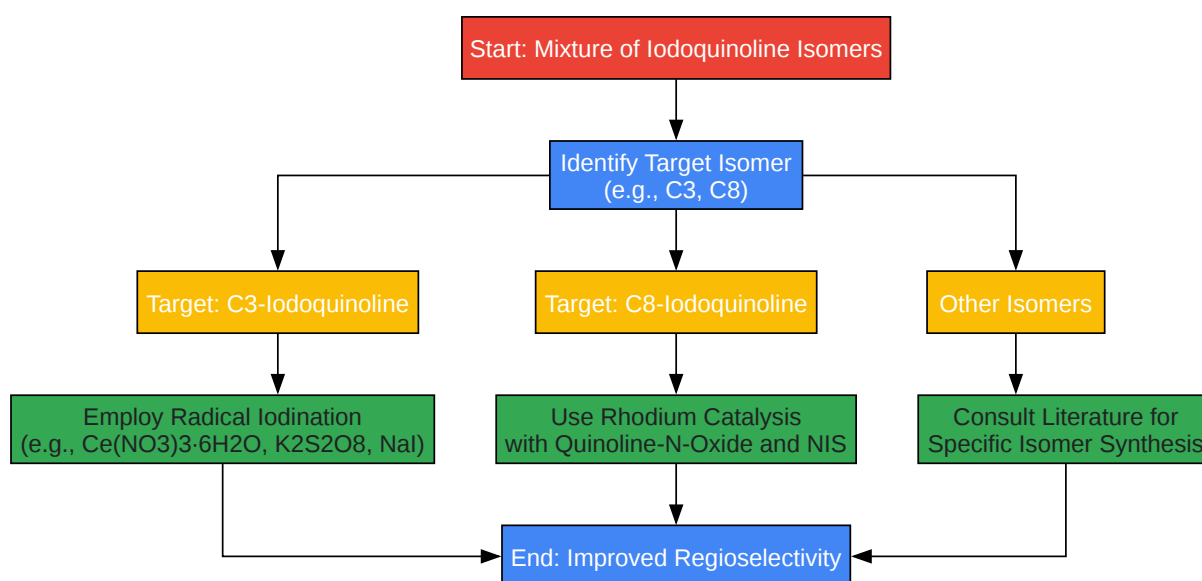 Start: Mixture of Iodoquinoline Isomers
Identify Target Isomer
(e.g., C3, C8)
Target: C3-Iodoquinoline
Target: C8-Iodoquinoline
Other Isomers
Employ Radical Iodination
(e.g., Ce(NO3)3·6H2O, K2S2O8, NaI)
Use Rhodium Catalysis
with Quinoline-N-Oxide and NIS
Consult Literature for
Specific Isomer Synthesis
End: Improved Regioselectivity